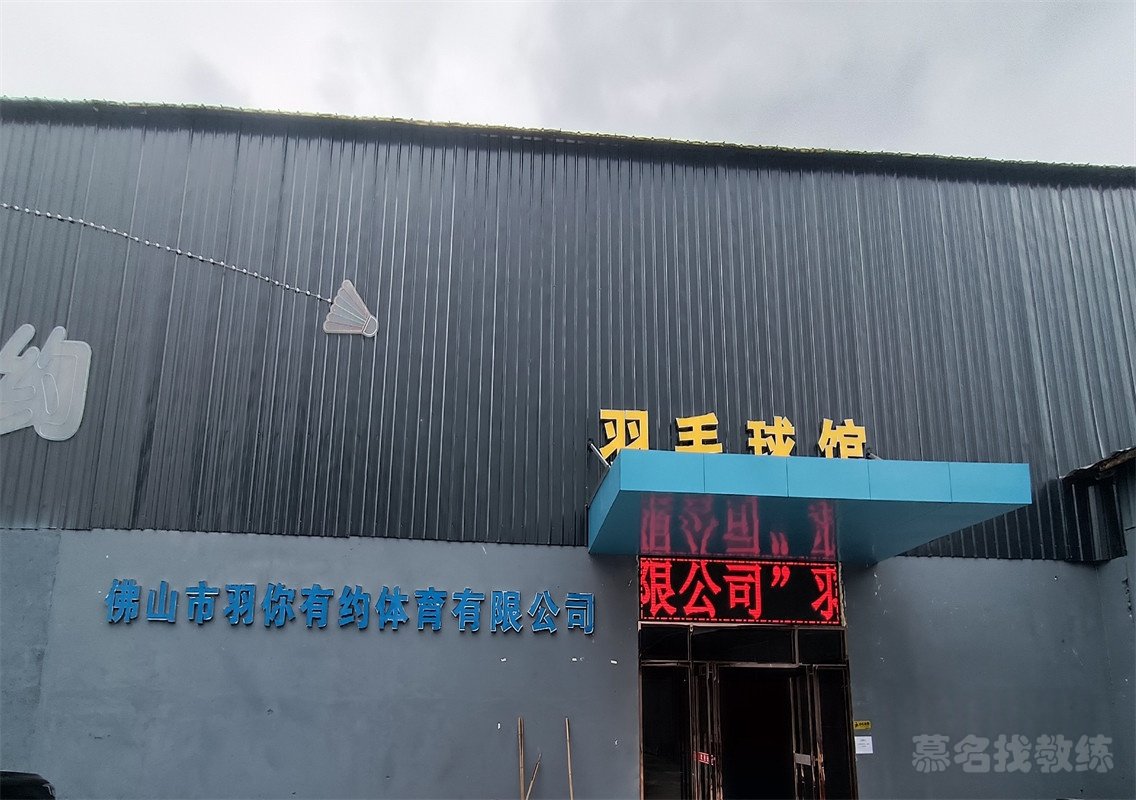 约
羽毛球馆
限公司”羽
佛山市羽你有约体育有限公司
慕名找教练